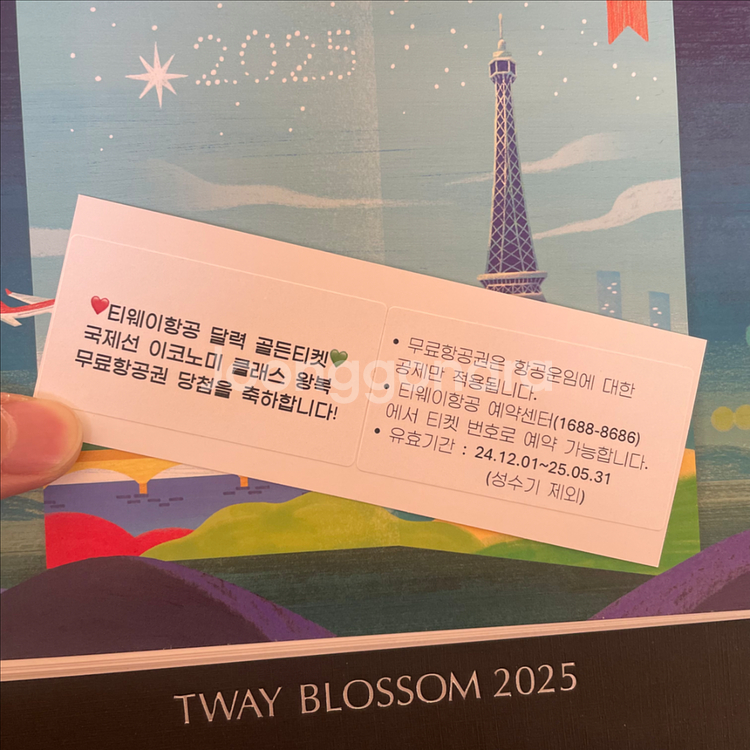 2025
❤️티웨이항공 달력 골든티켓💚
국제선 이코노미 클래스 왕복
무료항공권 당첨을 축하합니다!
• 무료항공권은 항공운임에 대한
공제만 적용됩니다.
• 티웨이항공 예약센터(1688-8686)
에서 티켓 번호로 예약 가능합니다.
• 유효기간 : 24.12.01~25.05.31
(성수기 제외)
TWAY BLOSSOM 2025